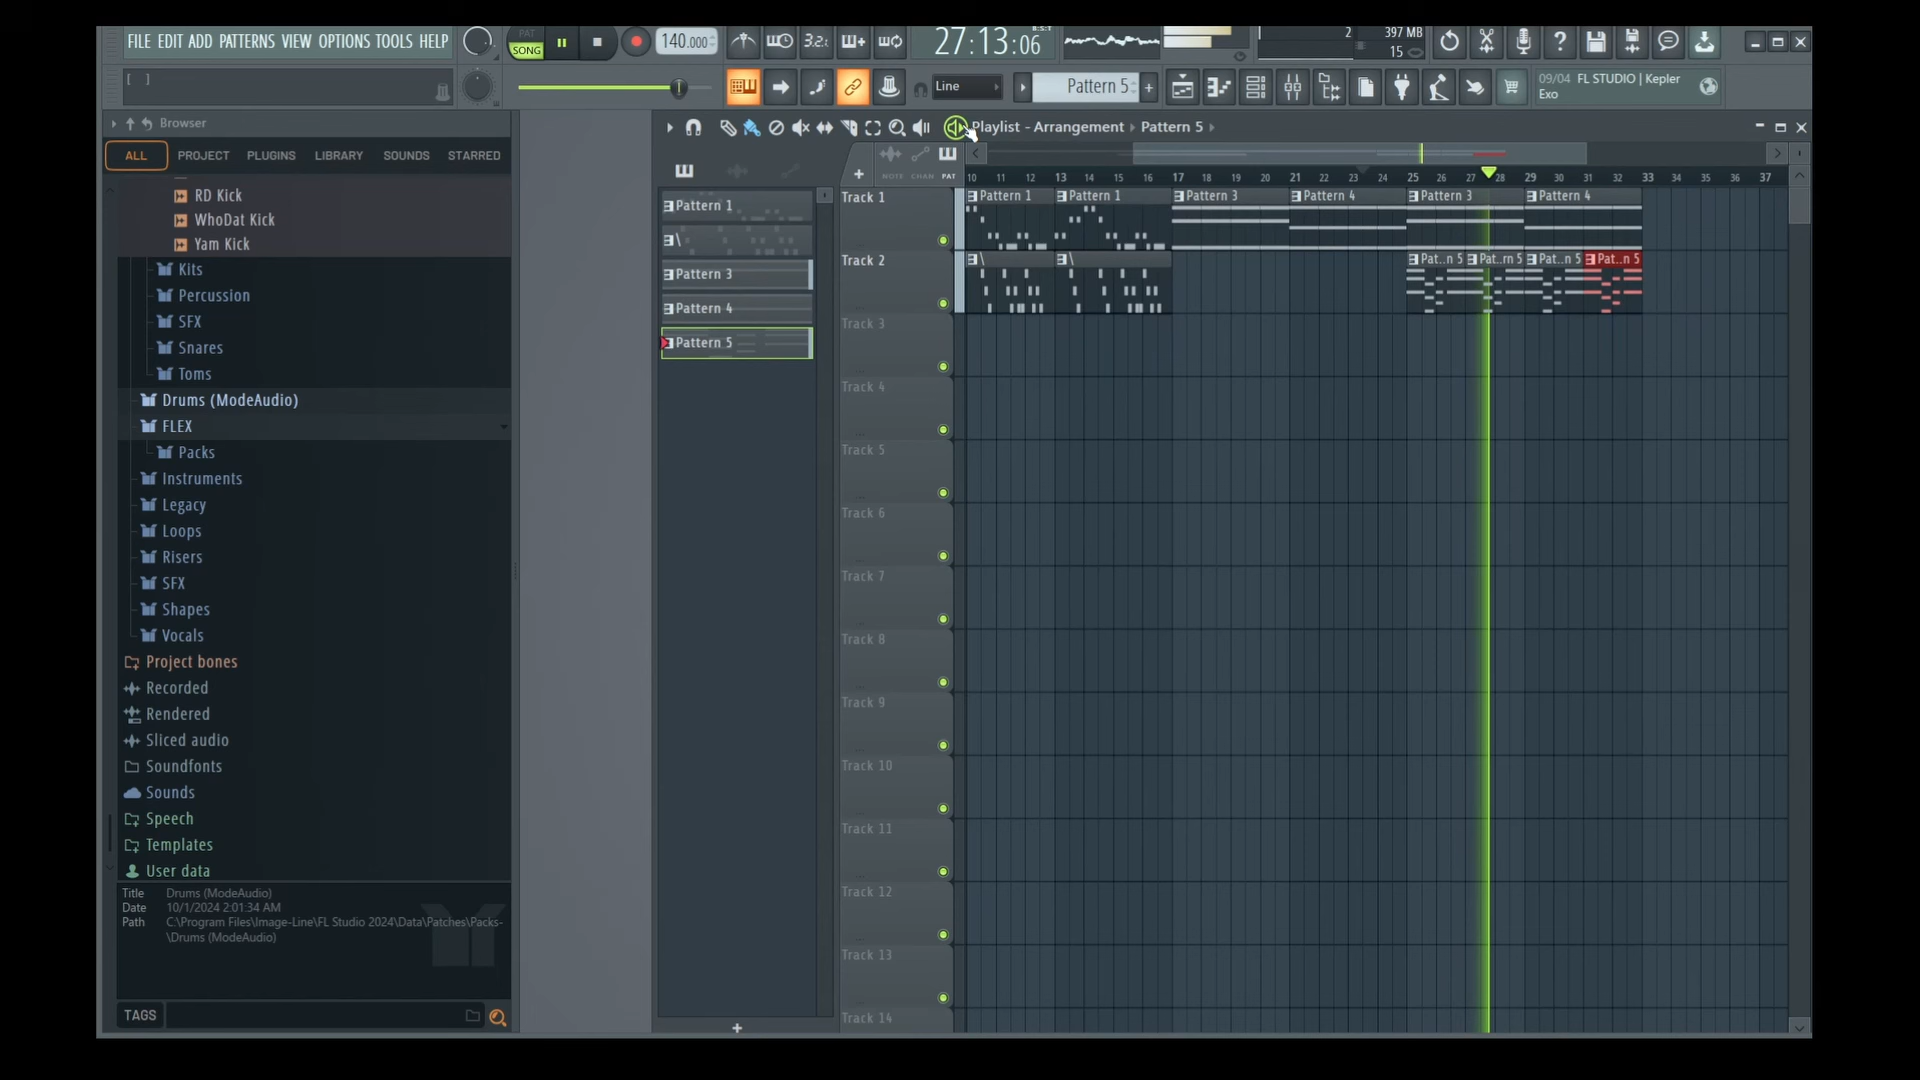 FILE EDIT ADD PATTERNS VIEW OPTIONS TOOLS HELP
PAT
SONG
140.000
3.2.
27:13:06
B:S:T
2
397 MB
15
[ ]
Line
Pattern 5
+
09/04 FL STUDIO | Kepler
Exo
Browser
Playlist - Arrangement › Pattern 5 ›
ALL PROJECT PLUGINS LIBRARY SOUNDS STARRED
NOTE CHAN PAT
10 11 12 13 14 15 16 17 18 19 20 21 22 23 24 25 26 27 28 29 30 31 32 33 34 35 36 37
RD Kick
WhoDat Kick
Yam Kick
Kits
Percussion
SFX
Snares
Toms
Drums (ModeAudio)
FLEX
Packs
Instruments
Legacy
Loops
Risers
SFX
Shapes
Vocals
Project bones
Recorded
Rendered
Sliced audio
Soundfonts
Sounds
Speech
Templates
User data
Title Drums (ModeAudio)
Date 10/1/2024 2:01:34 AM
Path C:\Program Files\Image-Line\FL Studio 2024\Data\Patches\Packs-
\Drums (ModeAudio)
TAGS
Pattern 1
\
Pattern 3
Pattern 4
Pattern 5
+
Track 1
Pattern 1 Pattern 1 Pattern 3 Pattern 4 Pattern 3 Pattern 4
Track 2
\ \ Pat..n 5 Pat..rn 5 Pat..n 5 Pat..n 5
Track 3
Track 4
Track 5
Track 6
Track 7
Track 8
Track 9
Track 10
Track 11
Track 12
Track 13
Track 14